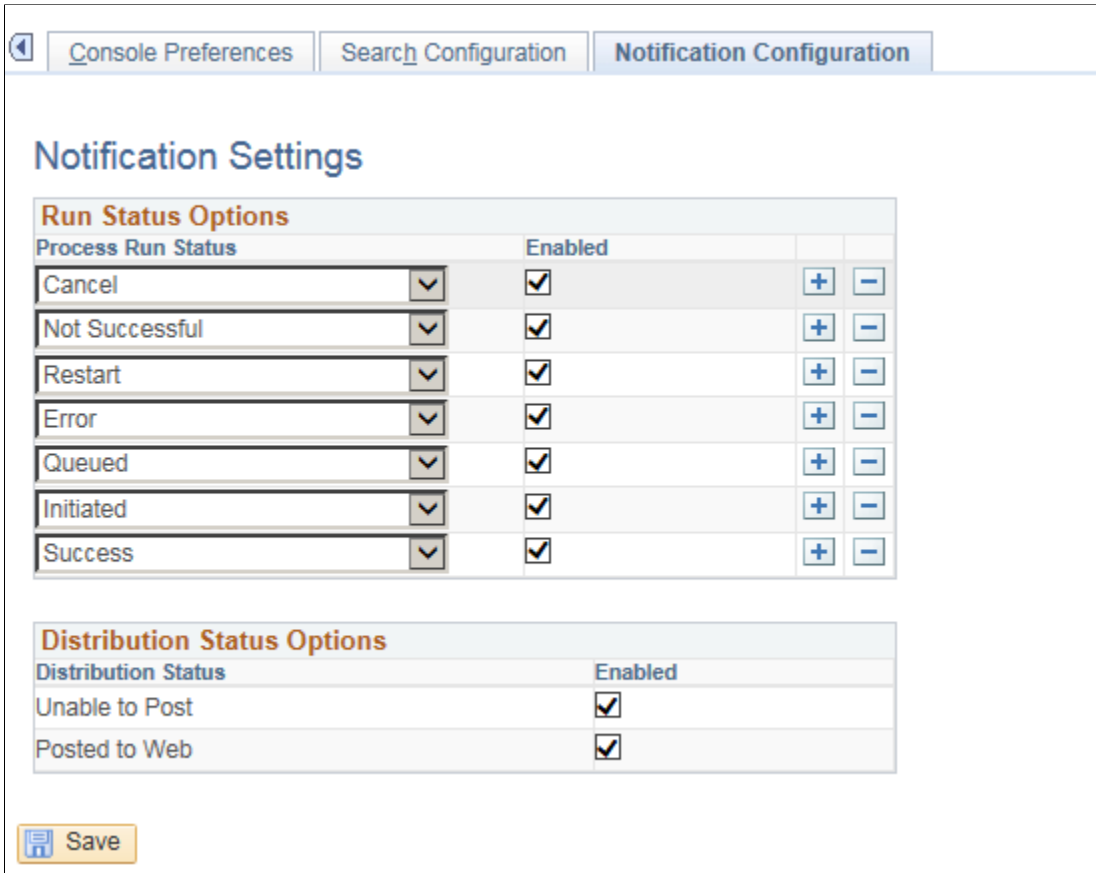 Console Preferences Search Configuration Notification Configuration
Notification Settings
Run Status Options
Process Run Status Enabled
Cancel
Not Successful
Restart
Error
Queued
Initiated
Success
Distribution Status Options
Distribution Status Enabled
Unable to Post
Posted to Web
Save